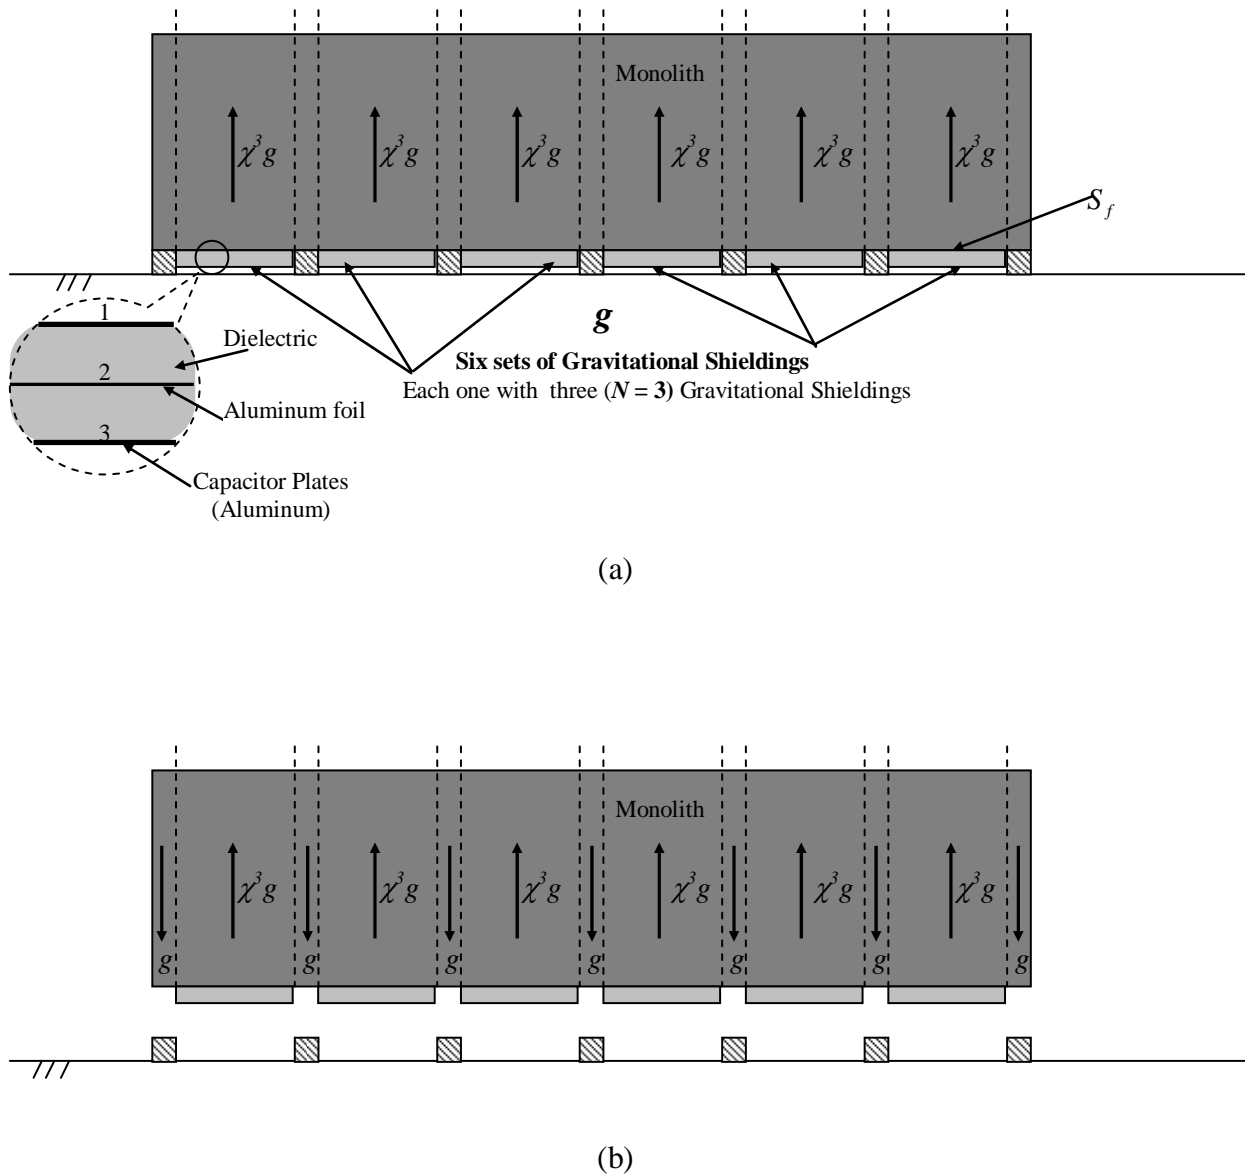 Monolith
χ³g χ³g χ³g χ³g χ³g χ³g
S_f
1
Dielectric
g
2
Six sets of Gravitational Shieldings
Each one with three (N = 3) Gravitational Shieldings
Aluminum foil
3
Capacitor Plates
(Aluminum)
(a)
Monolith
χ³g χ³g χ³g χ³g χ³g χ³g
g g g g g g g
(b)